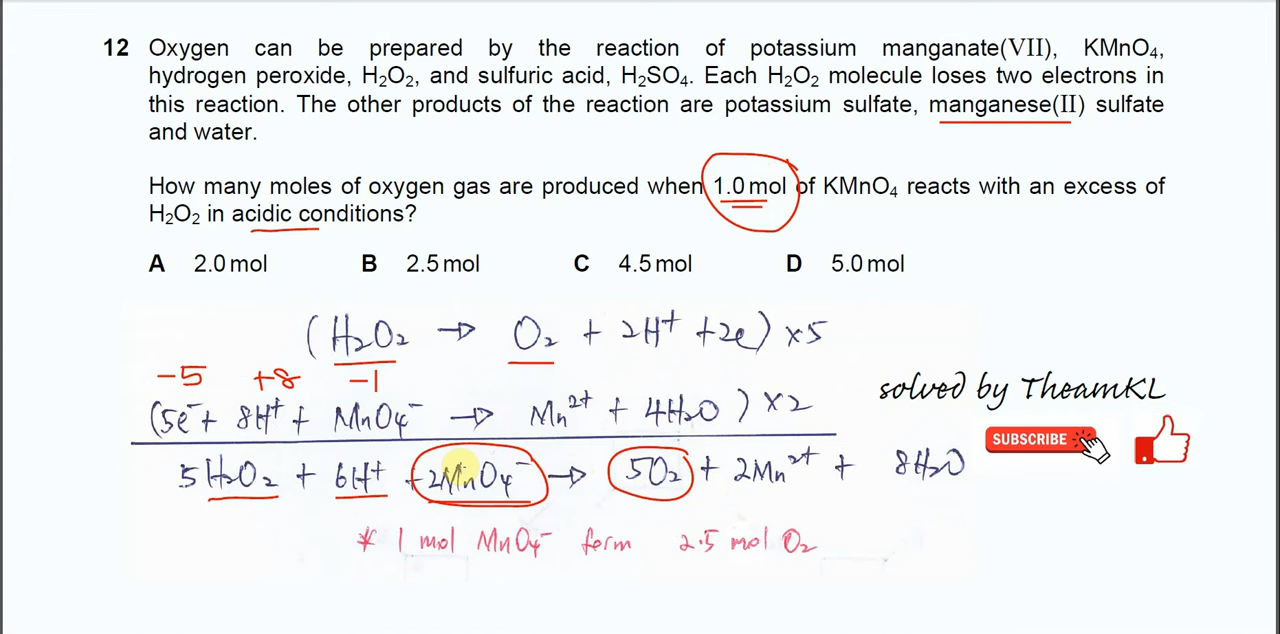 12 Oxygen can be prepared by the reaction of potassium manganate(VII), KMnO₄,
hydrogen peroxide, H₂O₂, and sulfuric acid, H₂SO₄. Each H₂O₂ molecule loses two electrons in
this reaction. The other products of the reaction are potassium sulfate, manganese(II) sulfate
and water.
How many moles of oxygen gas are produced when 1.0 mol of KMnO₄ reacts with an excess of
H₂O₂ in acidic conditions?
A 2.0 mol B 2.5 mol C 4.5 mol D 5.0 mol
(H₂O₂ → O₂ + 2H⁺ + 2e) ×5
-5 +8 -1
(5e⁻ + 8H⁺ + MnO₄⁻ → Mn²⁺ + 4H₂O) ×2
solved by TheamKL
SUBSCRIBE
5H₂O₂ + 6H⁺ + 2MnO₄⁻ → 5O₂ + 2Mn²⁺ + 8H₂O
* 1 mol MnO₄⁻ form 2.5 mol O₂